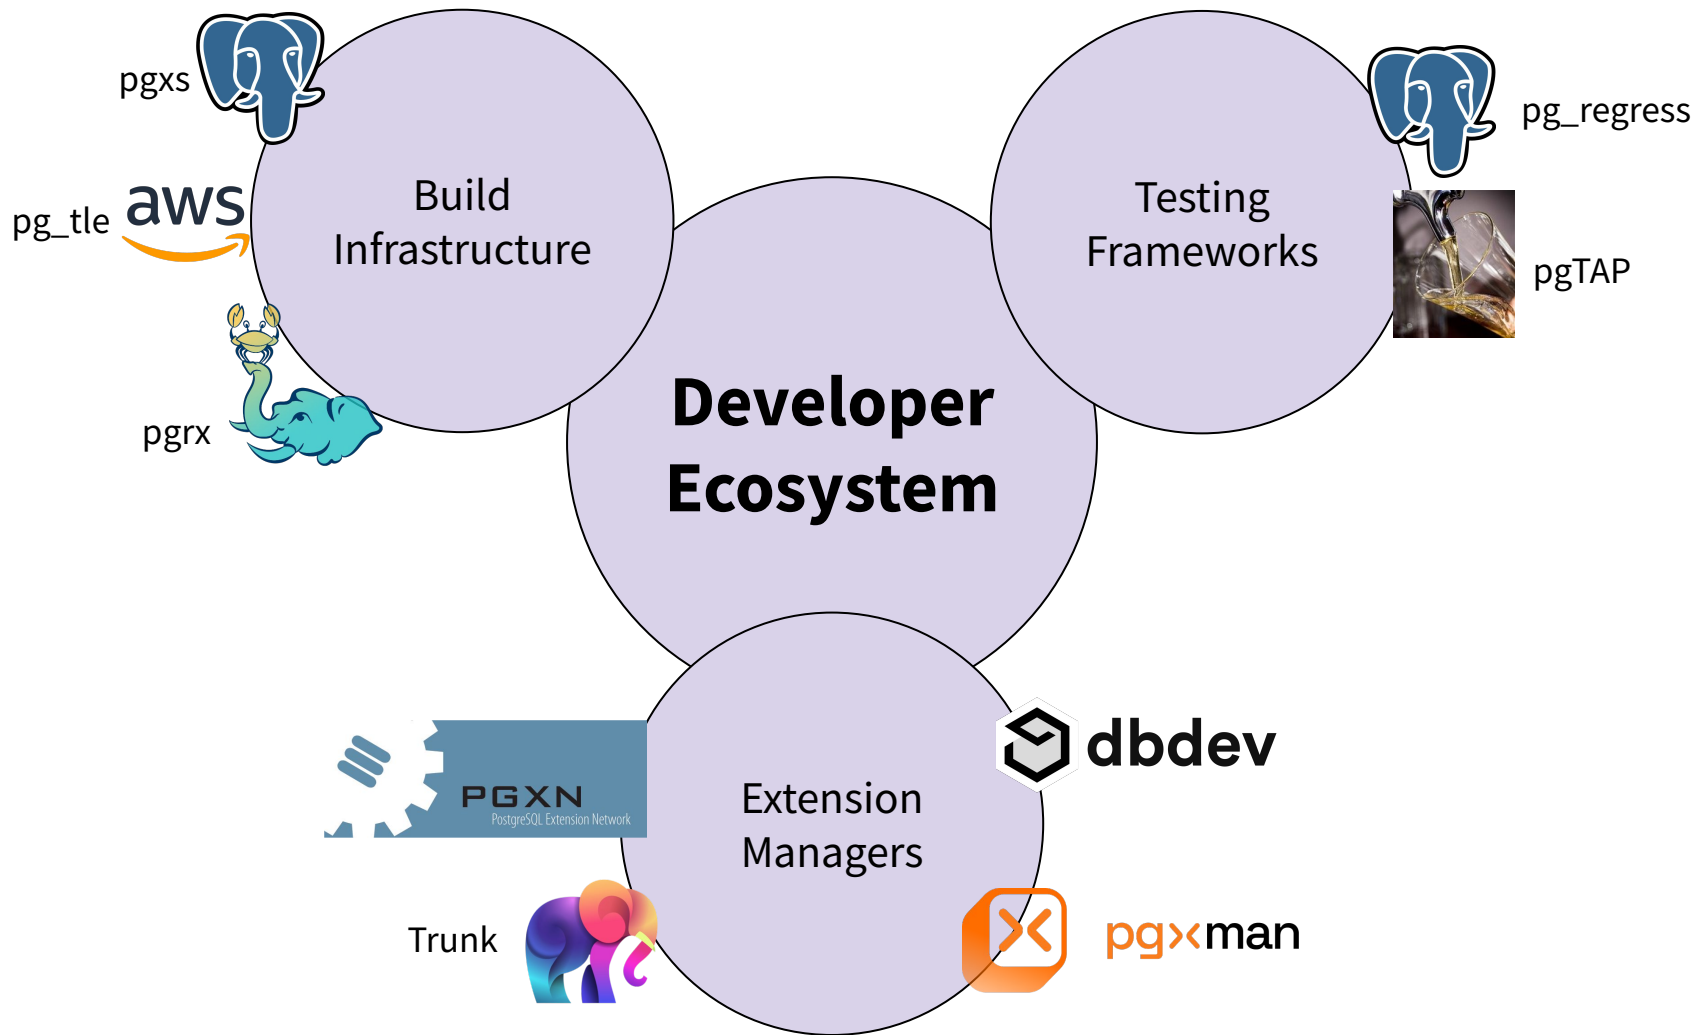 pgxs
aws
pg_tle
pgrx
Build
Infrastructure
Testing
Frameworks
pg_regress
pgTAP
Developer
Ecosystem
PGXN
PostgreSQL Extension Network
Trunk
Extension
Managers
dbdev
pgxman